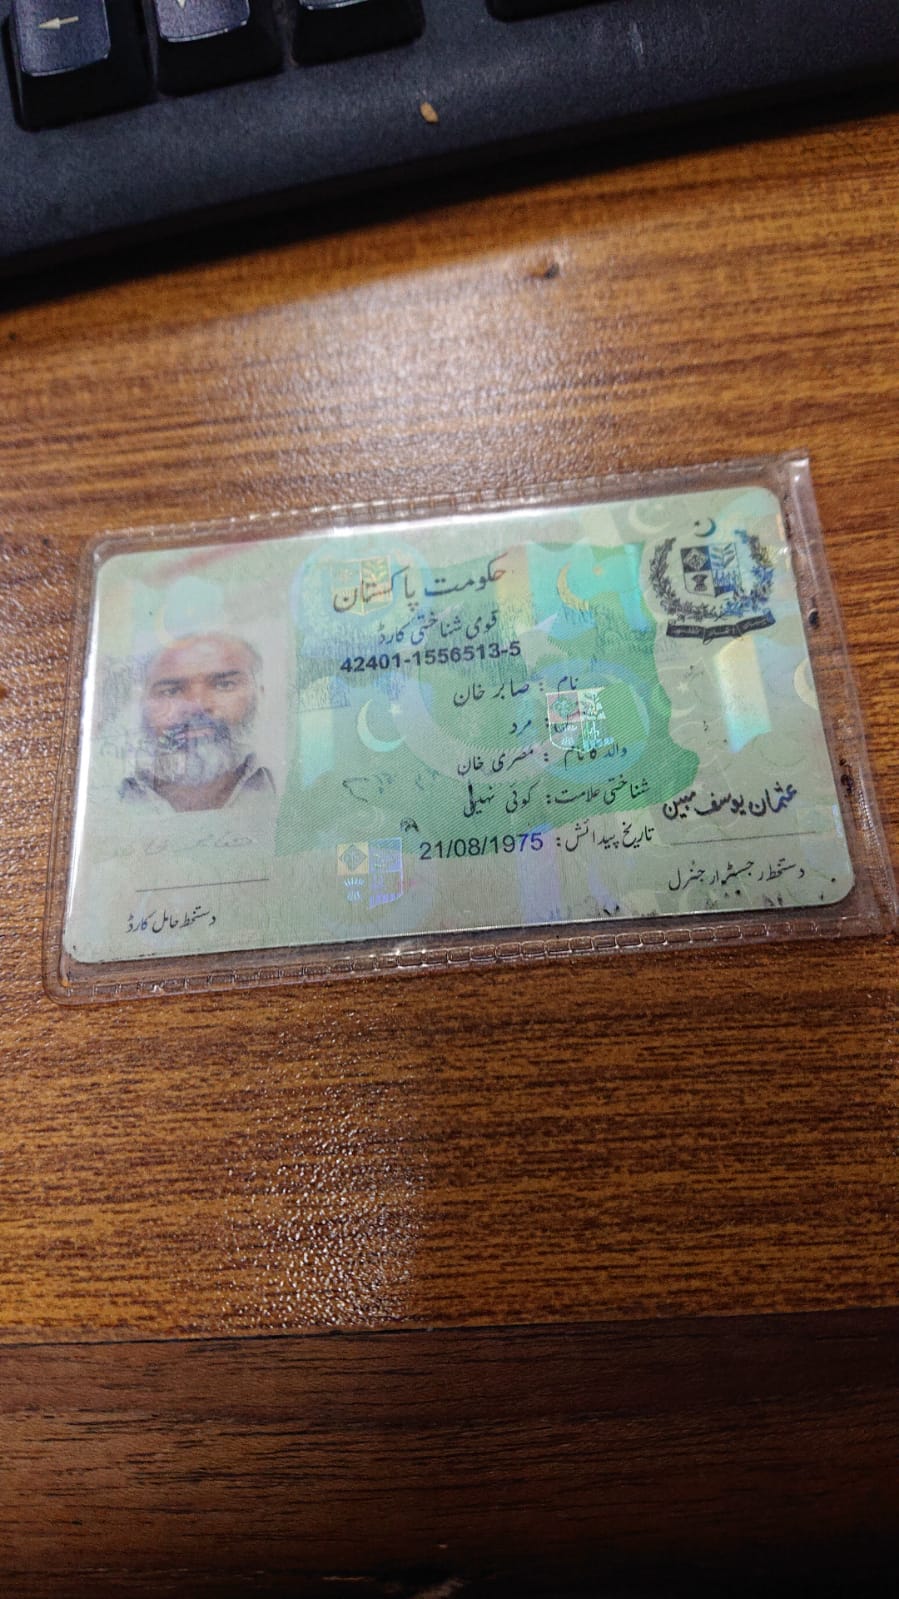 حکومت پاکستان
قومی شناختی کارڈ
42401-1556513-5
نام : صابر خان
: مرد
والد کا نام : مصری خان
شناختی علامت: کوئی نہیں
تاریخ پیدائش: 21/08/1975
عثمان یوسف مبین
دستخط رجسٹرار جنرل
دستخط حامل کارڈ